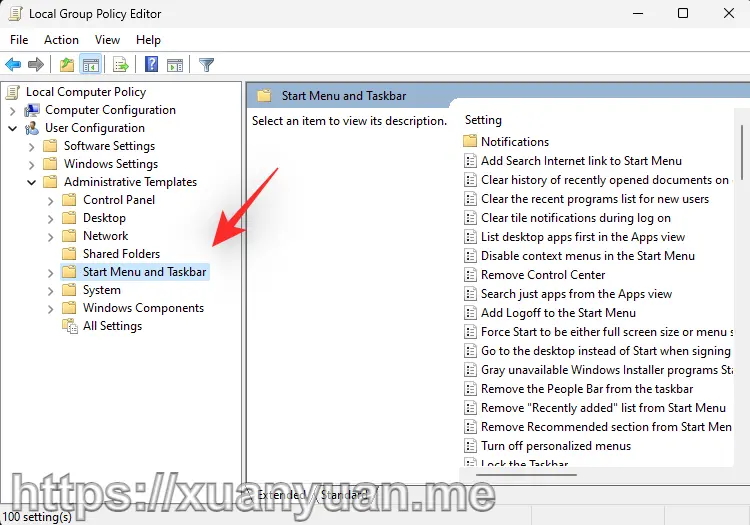 Local Group Policy Editor
File Action View Help
Local Computer Policy
Computer Configuration
User Configuration
Software Settings
Windows Settings
Administrative Templates
Control Panel
Desktop
Network
Shared Folders
Start Menu and Taskbar
System
Windows Components
All Settings
Start Menu and Taskbar
Select an item to view its description.
Setting
Notifications
Add Search Internet link to Start Menu
Clear history of recently opened documents on
Clear the recent programs list for new users
Clear tile notifications during log on
List desktop apps first in the Apps view
Disable context menus in the Start Menu
Remove Control Center
Search just apps from the Apps view
Add Logoff to the Start Menu
Force Start to be either full screen size or menu s
Go to the desktop instead of Start when signing
Gray unavailable Windows Installer programs Sta
Remove the People Bar from the taskbar
Remove "Recently added" list from Start Menu
Remove Recommended section from Start Men
Turn off personalized menus
Lock the Taskbar
Extended Standard
https://xuanyuan.me
100 setting(s)